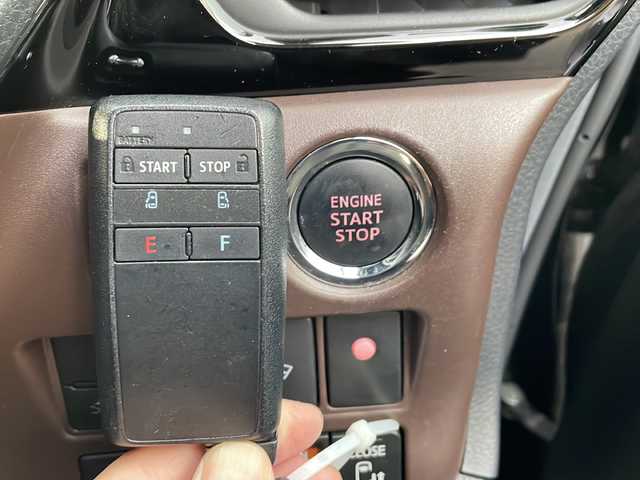 BATTERY
START STOP
E F
ENGINE
START
STOP
CLOSE